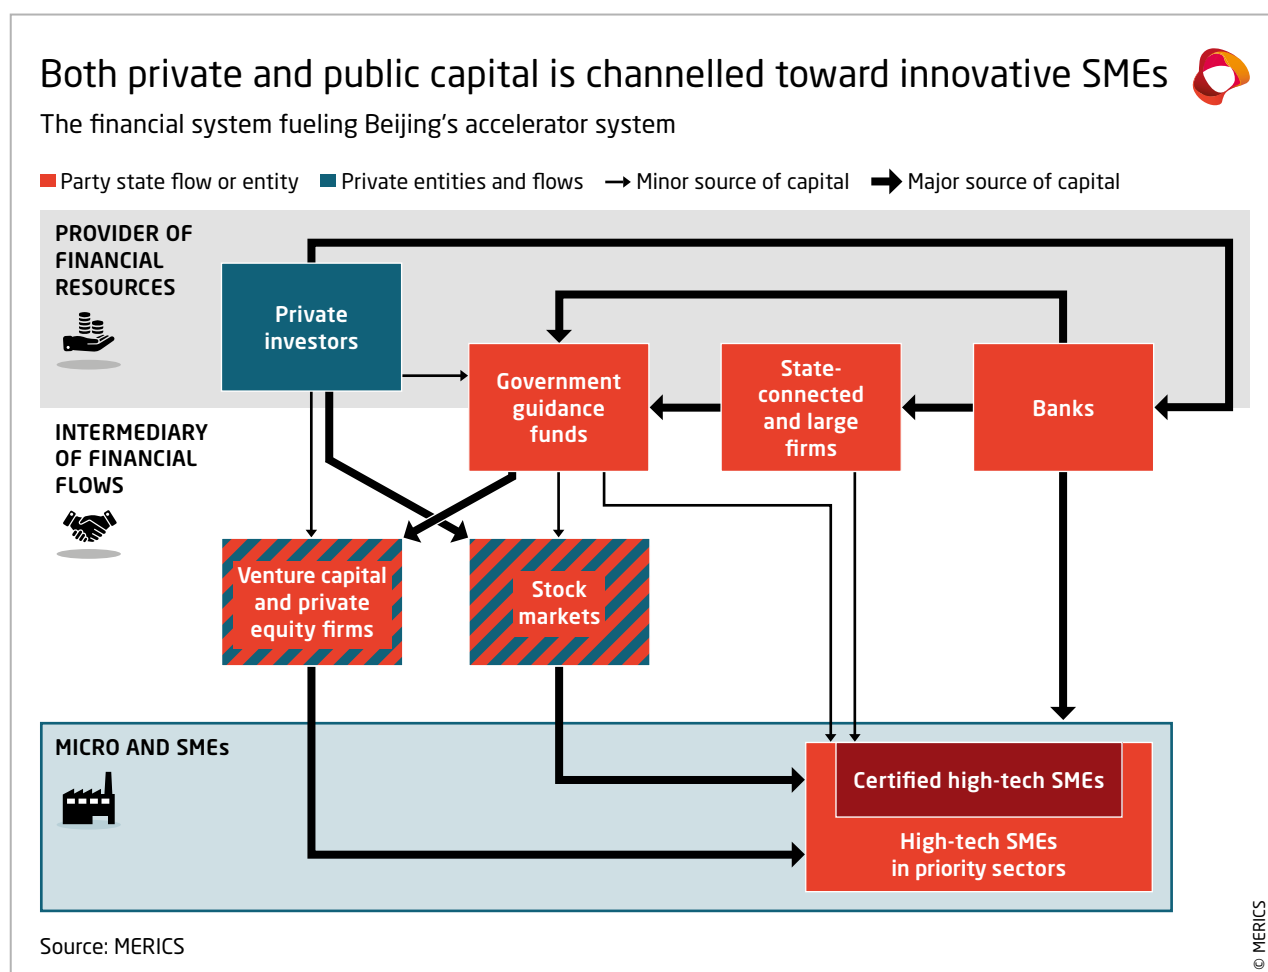 Both private and public capital is channelled toward innovative SMEs
The financial system fueling Beijing's accelerator system
Party state flow or entity
Private entities and flows
Minor source of capital
Major source of capital
PROVIDER OF
FINANCIAL
RESOURCES
Private
investors
Government
guidance
funds
State-
connected
and large
firms
Banks
INTERMEDIARY
OF FINANCIAL
FLOWS
Venture capital
and private
equity firms
Stock
markets
MICRO AND SMEs
Certified high-tech SMEs
High-tech SMEs
in priority sectors
Source: MERICS
© MERICS